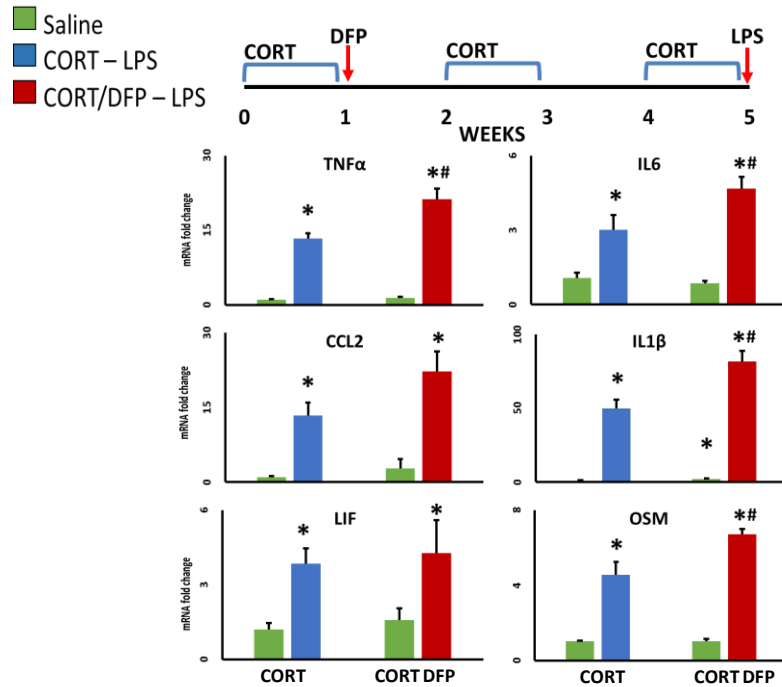 Saline
CORT – LPS
CORT/DFP – LPS
CORT DFP CORT CORT LPS
0 1 2 3 4 5
WEEKS
TNFα
mRNA fold change
30
15
0
*
*#
IL6
6
3
0
*
*#
CCL2
mRNA fold change
30
15
0
*
*
IL1β
100
50
0
*
*
*#
LIF
mRNA fold change
6
3
0
*
*
OSM
8
4
0
*
*#
CORT CORT DFP CORT CORT DFP